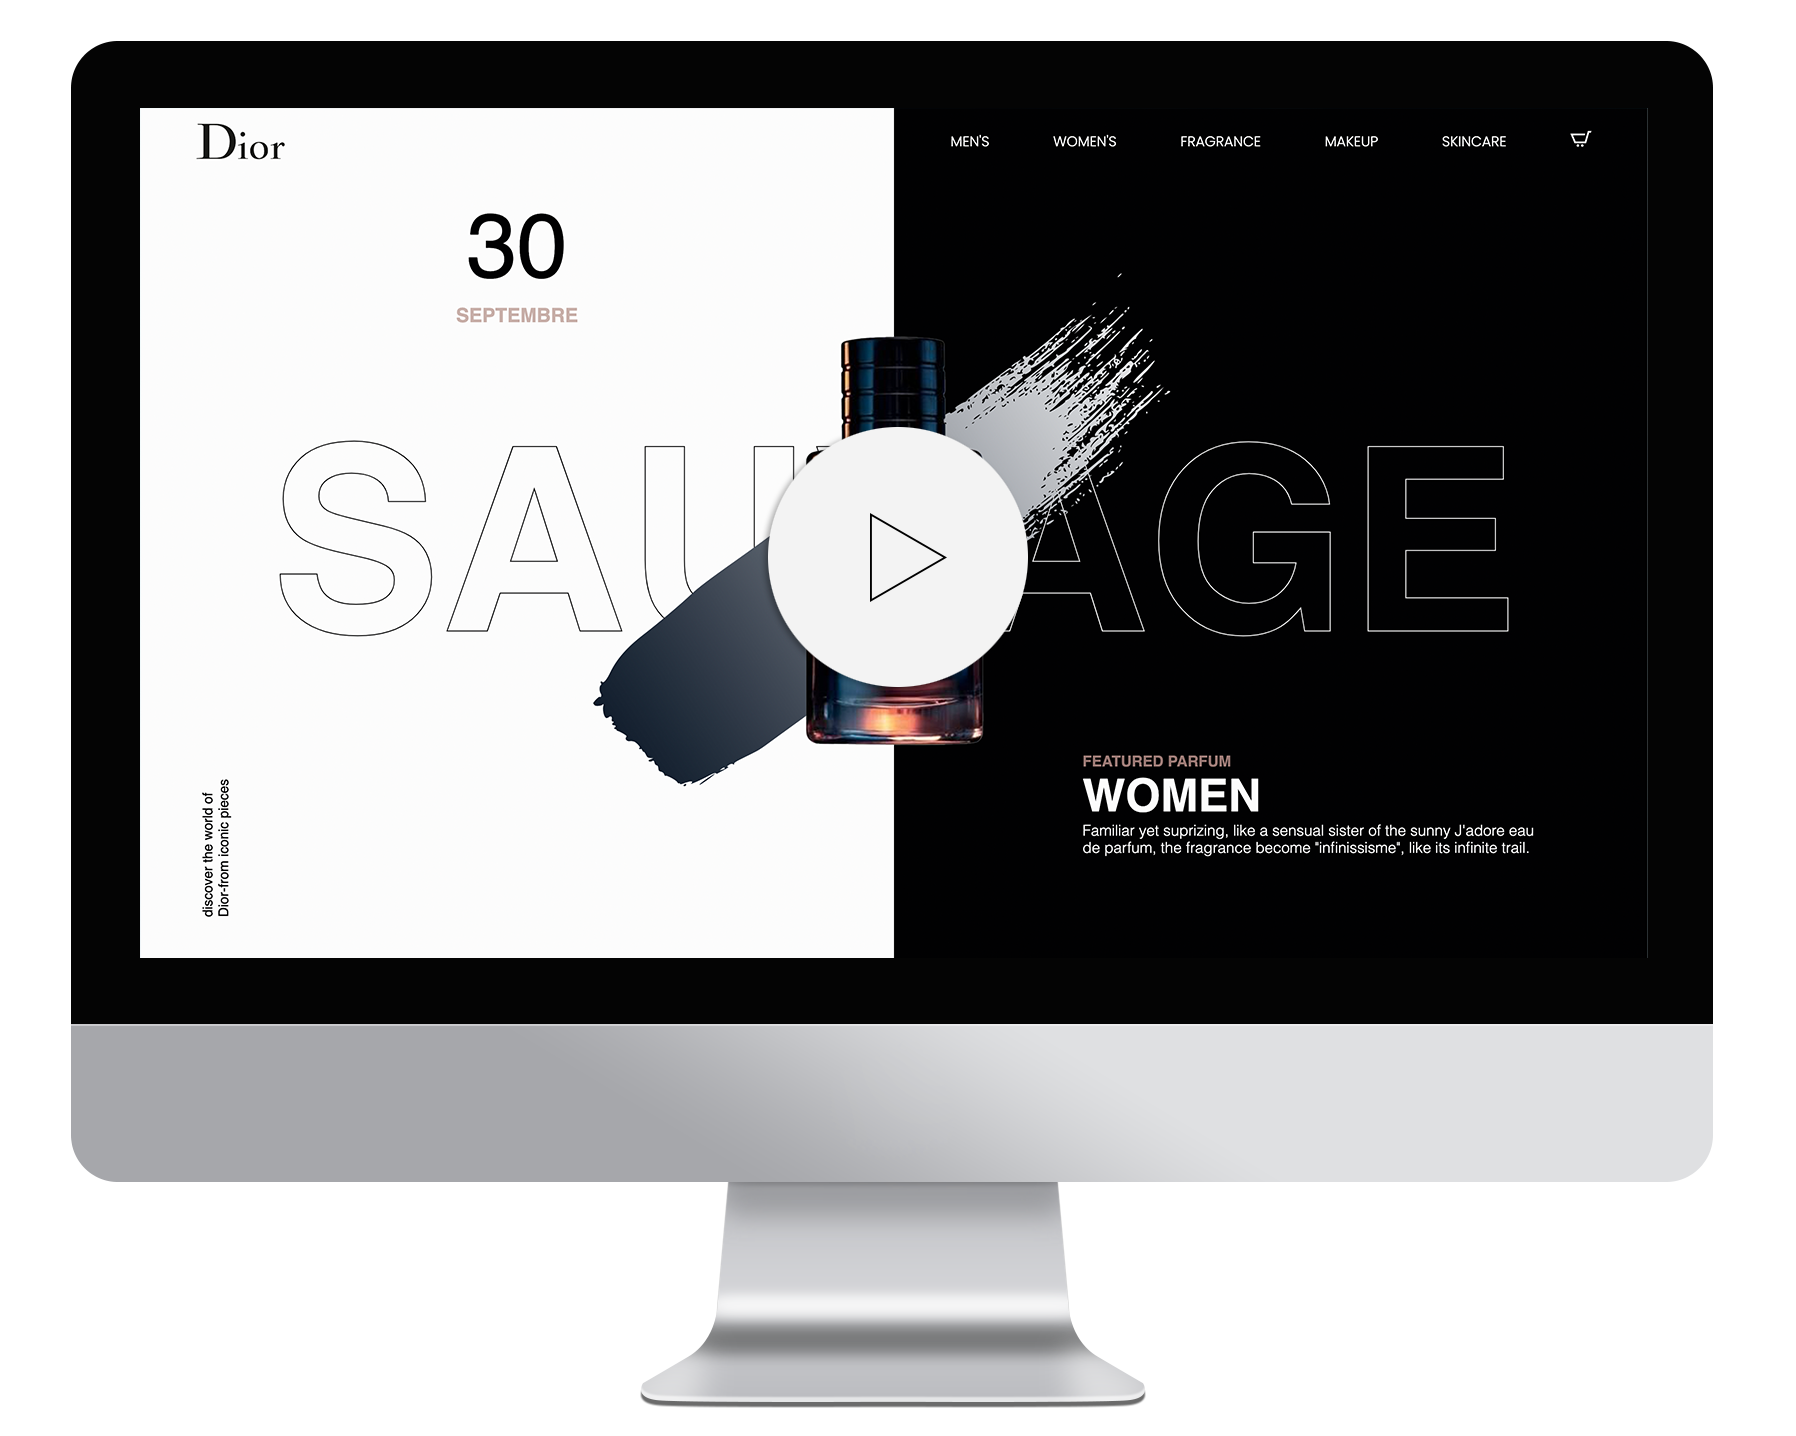 Dior
MEN'S WOMEN'S FRAGRANCE MAKEUP SKINCARE
30
SEPTEMBRE
SAU AGE
FEATURED PARFUM
WOMEN
Familiar yet suprizing, like a sensual sister of the sunny J'adore eau
de parfum, the fragrance become "infinissisme", like its infinite trail.
discover the world of
Dior-from iconic pieces